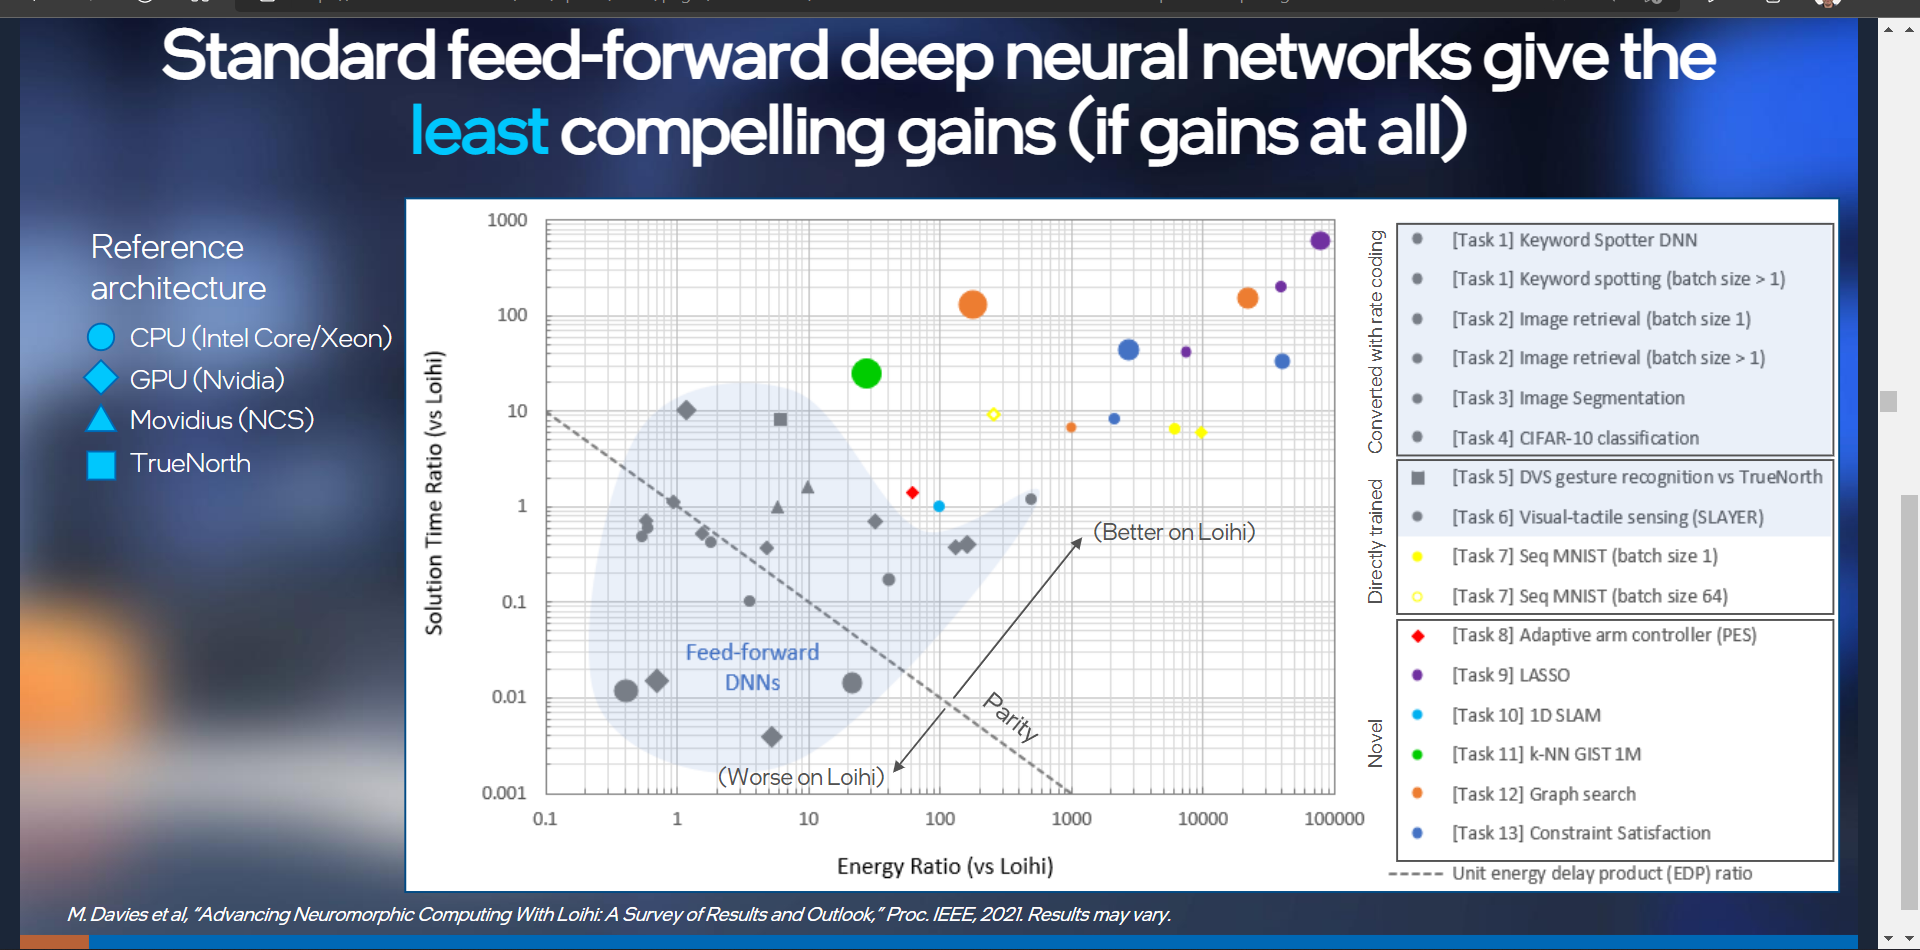 Standard feed-forward deep neural networks give the
least compelling gains (if gains at all)
Reference
architecture
CPU (Intel Core/Xeon)
GPU (Nvidia)
Movidius (NCS)
TrueNorth
Solution Time Ratio (vs Loihi)
1000
100
10
1
0.1
0.01
0.001
Feed-forward
DNNs
(Better on Loihi)
Parity
(Worse on Loihi)
0.1
1
10
100
1000
10000
100000
Energy Ratio (vs Loihi)
Converted with rate coding
[Task 1] Keyword Spotter DNN
[Task 1] Keyword spotting (batch size > 1)
[Task 2] Image retrieval (batch size 1)
[Task 2] Image retrieval (batch size > 1)
[Task 3] Image Segmentation
[Task 4] CIFAR-10 classification
Directly trained
[Task 5] DVS gesture recognition vs TrueNorth
[Task 6] Visual-tactile sensing (SLAYER)
[Task 7] Seq MNIST (batch size 1)
[Task 7] Seq MNIST (batch size 64)
Novel
[Task 8] Adaptive arm controller (PES)
[Task 9] LASSO
[Task 10] 1D SLAM
[Task 11] k-NN GIST 1M
[Task 12] Graph search
[Task 13] Constraint Satisfaction
Unit energy delay product (EDP) ratio
M. Davies et al, “Advancing Neuromorphic Computing With Loihi: A Survey of Results and Outlook,” Proc. IEEE, 2021. Results may vary.